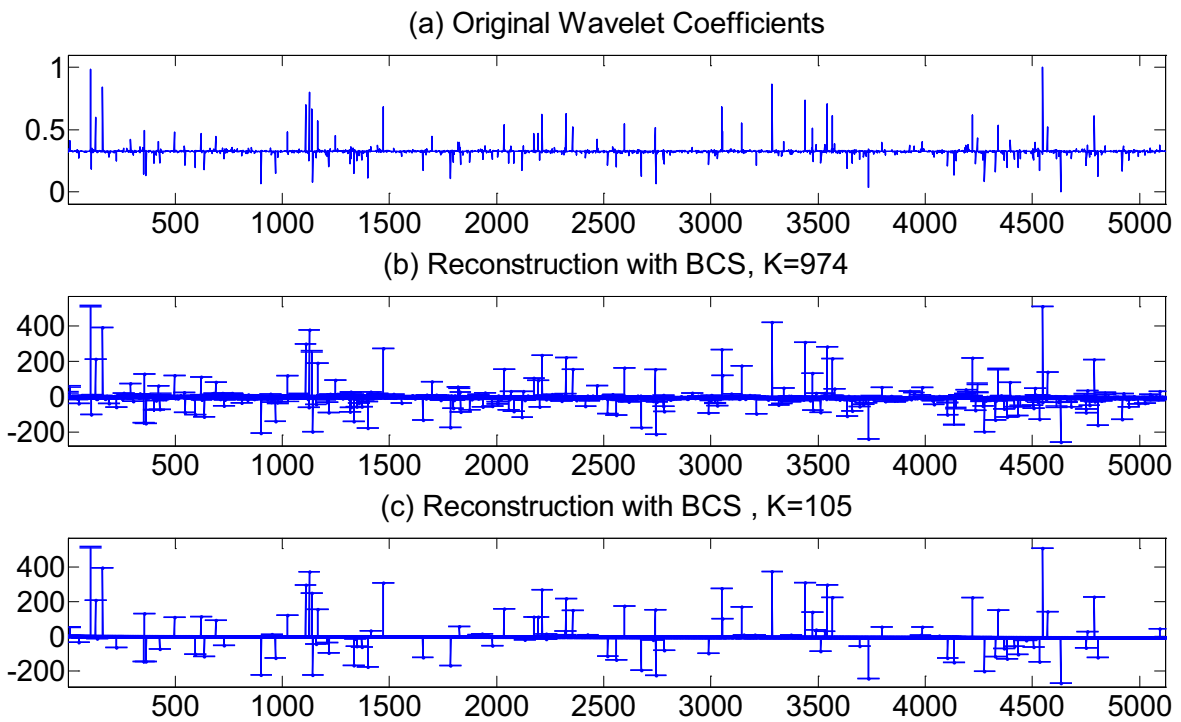 (a) Original Wavelet Coefficients
1
0.5
0
500 1000 1500 2000 2500 3000 3500 4000 4500 5000
(b) Reconstruction with BCS, K=974
400
200
0
-200
500 1000 1500 2000 2500 3000 3500 4000 4500 5000
(c) Reconstruction with BCS , K=105
400
200
0
-200
500 1000 1500 2000 2500 3000 3500 4000 4500 5000